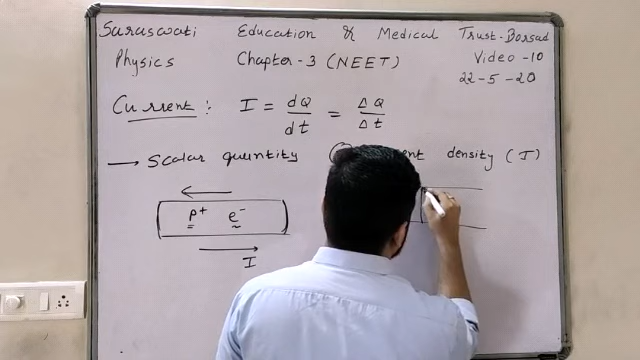 Saraswati Education & Medical Trust-Borsad
Physics Chapter-3 (NEET) Video-10
22-5-20
Current: I = dQ/dt = ΔQ/Δt
→ Scalar quantity density (I)
P+ e-
I